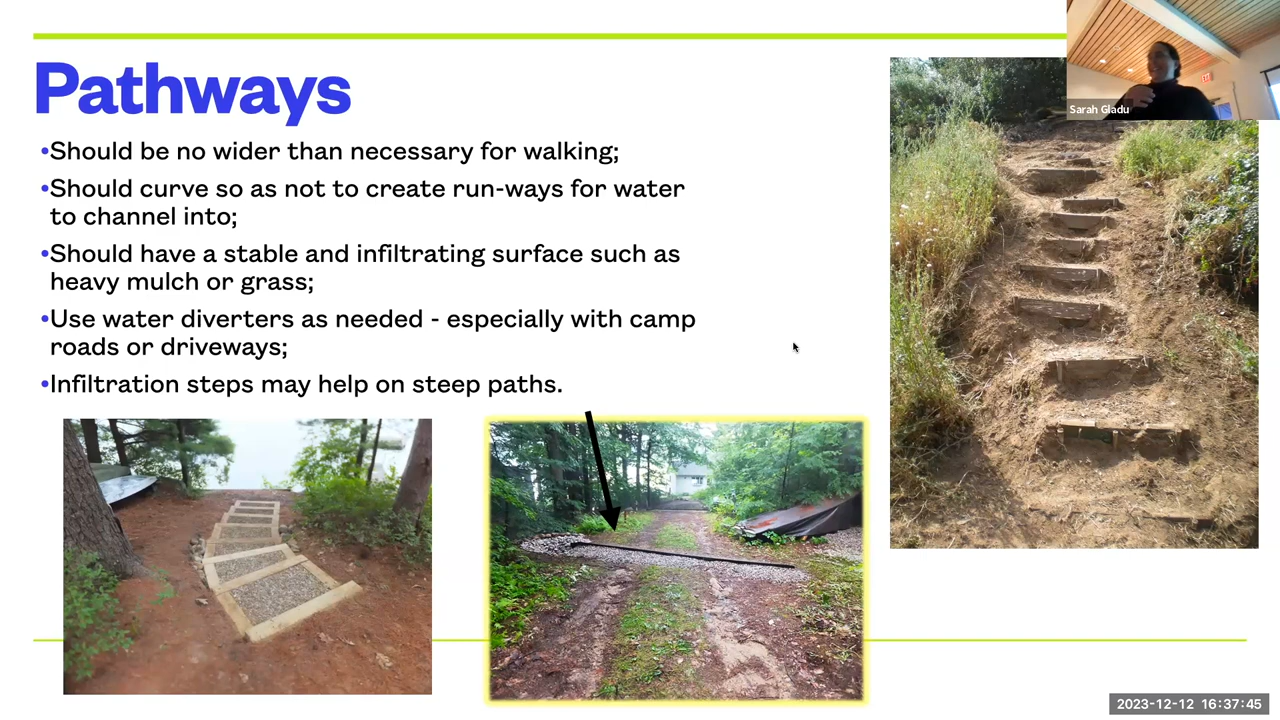 Pathways
Sarah Gladu
•Should be no wider than necessary for walking;
•Should curve so as not to create run-ways for water
to channel into;
•Should have a stable and infiltrating surface such as
heavy mulch or grass;
•Use water diverters as needed - especially with camp
roads or driveways;
•Infiltration steps may help on steep paths.
2023-12-12 16:37:45